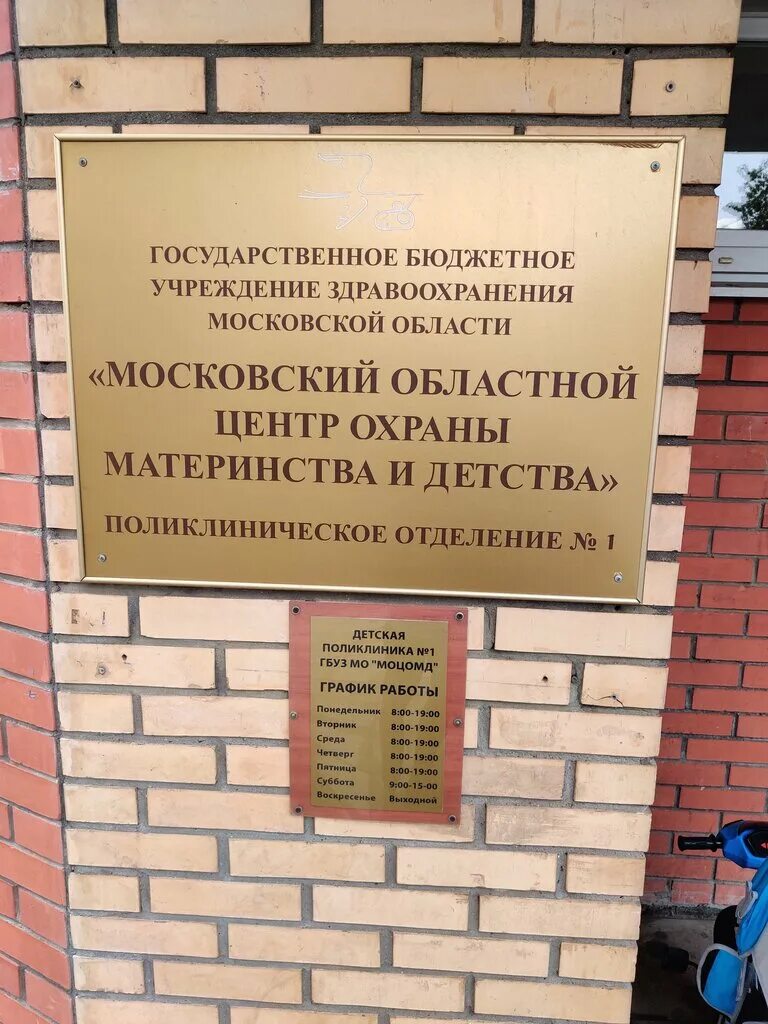 ГОСУДАРСТВЕННОЕ БЮДЖЕТНОЕ
УЧРЕЖДЕНИЕ ЗДРАВООХРАНЕНИЯ
МОСКОВСКОЙ ОБЛАСТИ
«МОСКОВСКИЙ ОБЛАСТНОЙ
ЦЕНТР ОХРАНЫ
МАТЕРИНСТВА И ДЕТСТВА»
ПОЛИКЛИНИЧЕСКОЕ ОТДЕЛЕНИЕ № 1
ДЕТСКАЯ
ПОЛИКЛИНИКА №1
ГБУЗ МО "МОЦОМД"
ГРАФИК РАБОТЫ
Понедельник 8:00-19:00
Вторник 8:00-19:00
Среда 8:00-19:00
Четверг 8:00-19:00
Пятница 8:00-19:00
Суббота 9:00-15-00
Воскресенье Выходной